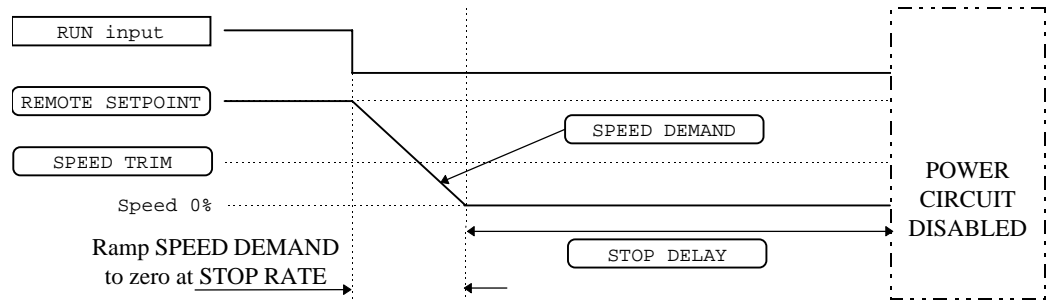 RUN input
REMOTE SETPOINT
SPEED DEMAND
SPEED TRIM
Speed 0%
POWER
CIRCUIT
DISABLED
Ramp SPEED DEMAND
to zero at STOP RATE
STOP DELAY